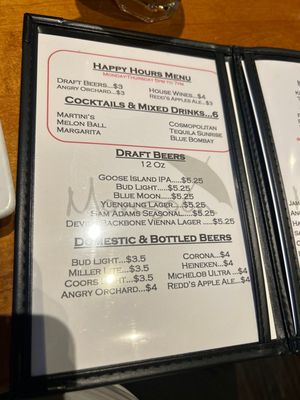 Happy Hours Menu
Monday-Thursday 5pm to 7pm
Draft Beers...$3
House Wines...$4
Angry Orchard...$3
Redd's Apple Ale...$3
Cocktails & Mixed Drinks...6
Martini's
Cosmopolitan
Melon Ball
Tequila Sunrise
Margarita
Blue Bombay
Draft Beers
12 Oz
Goose Island IPA.....$5.25
Bud Light.....$5.25
Blue Moon.....$5.25
Yuengling Lager.....$5.25
Sam Adams Seasonal.....$5.25
Devils Backbone Vienna Lager .....$5.25
Domestic & Bottled Beers
Bud Light...$3.5
Corona...$4
Miller Lite...$3.5
Heineken...$4
Coors Light...$3.5
Michelob Ultra ...$4
Angry Orchard...$4
Redd's Apple Ale...$4